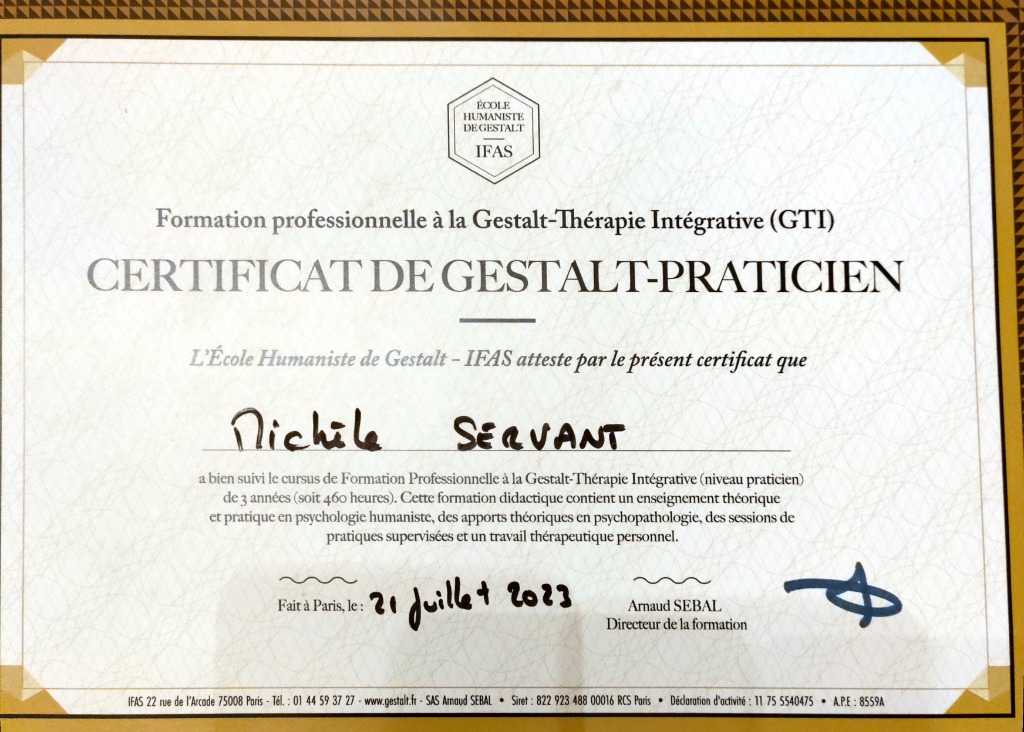 ÉCOLE
HUMANISTE
DE GESTALT
IFAS
Formation professionnelle à la Gestalt-Thérapie Intégrative (GTI)
CERTIFICAT DE GESTALT-PRATICIEN
L'École Humaniste de Gestalt – IFAS atteste par le présent certificat que
Michèle SERVANT
a bien suivi le cursus de Formation Professionnelle à la Gestalt-Thérapie Intégrative (niveau praticien)
de 3 années (soit 460 heures). Cette formation didactique contient un enseignement théorique
et pratique en psychologie humaniste, des apports théoriques en psychopathologie, des sessions de
pratiques supervisées et un travail thérapeutique personnel.
Fait à Paris, le : 21 juillet 2023
Arnaud SEBAL
Directeur de la formation
IFAS 22 rue de l'Arcade 75008 Paris - Tél. : 01 44 59 37 27 - www.gestalt.fr - SAS Arnaud SEBAL • Siret : 822 923 488 00016 RCS Paris • Déclaration d'activité : 11 75 5540475 • A.P.E : 8559A